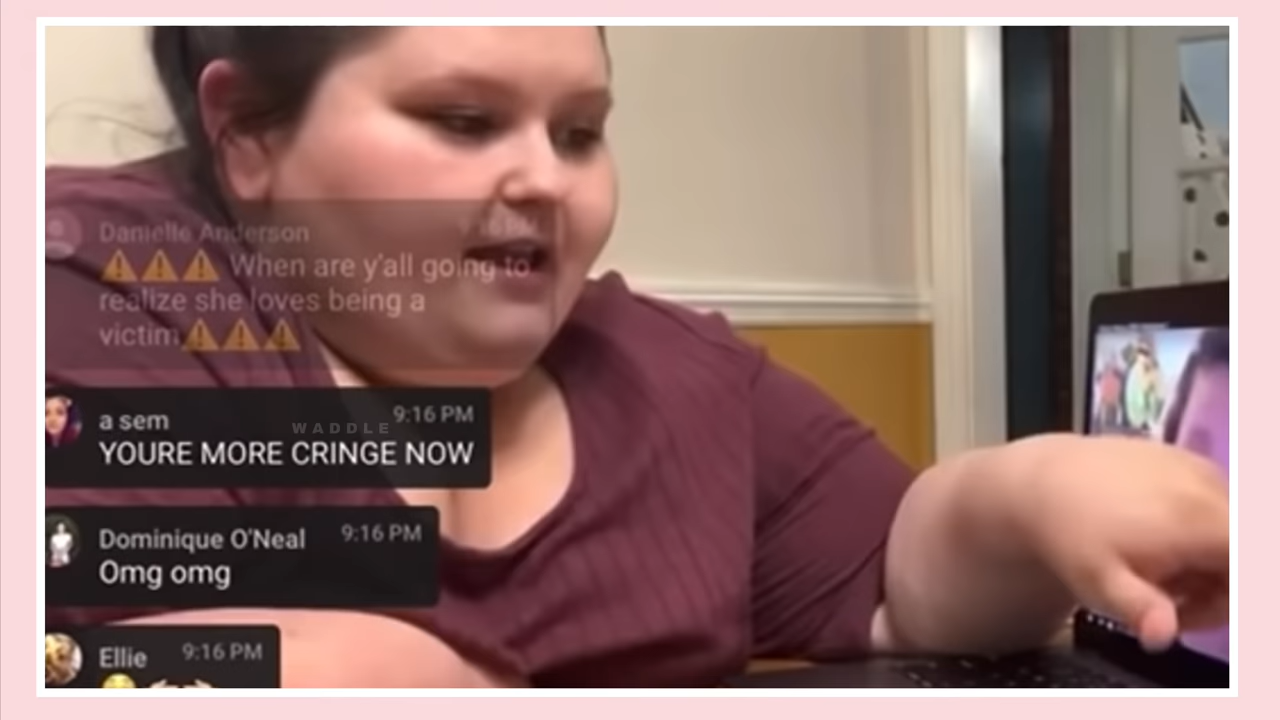 Danielle Anderson
⚠️⚠️⚠️ When are y'all going to
realize she loves being a
victim⚠️⚠️⚠️
a sem 9:16 PM
WADDLE
YOURE MORE CRINGE NOW
Dominique O'Neal 9:16 PM
Omg omg
Ellie 9:16 PM